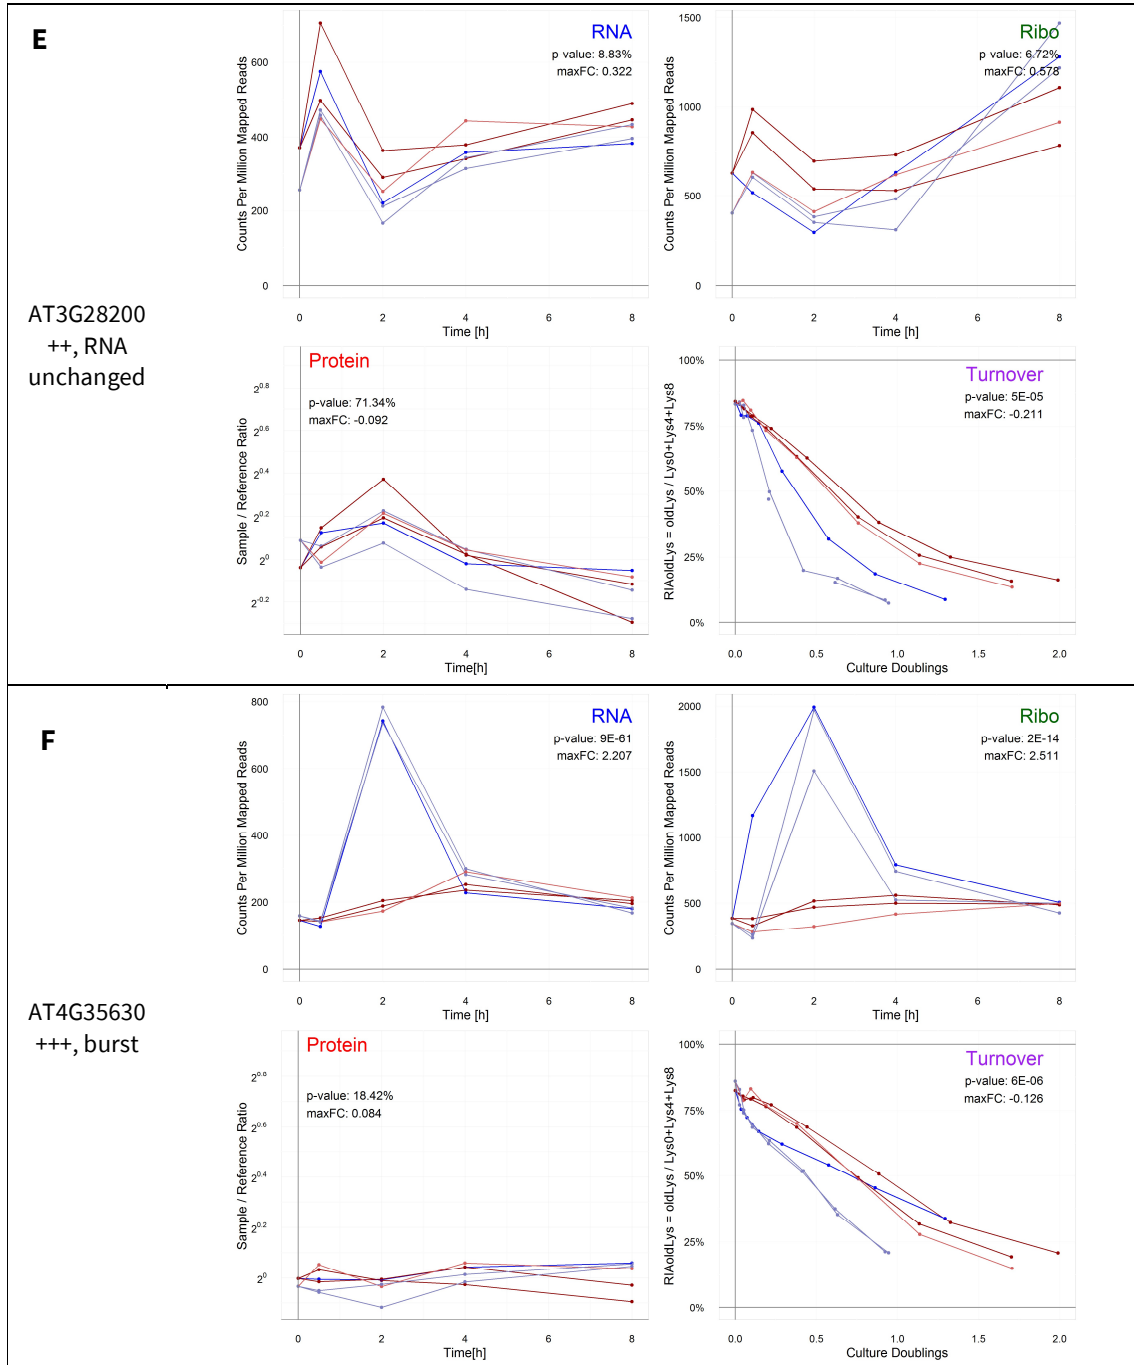 E
AT3G28200
++, RNA
unchanged
RNA
p-value: 8.83%
maxFC: 0.322
Counts Per Million Mapped Reads
600
400
200
0
0 2 4 6 8
Time [h]
Ribo
p-value: 6.72%
maxFC: 0.578
Counts Per Million Mapped Reads
1500
1000
500
0
0 2 4 6 8
Time [h]
Protein
p-value: 71.34%
maxFC: -0.092
Sample / Reference Ratio
2^0.8
2^0.6
2^0.4
2^0.2
2^0
2^-0.2
0 2 4 6 8
Time[h]
Turnover
p-value: 5E-05
maxFC: -0.211
RIAoldLys = oldLys / Lys0+Lys4+Lys8
100%
75%
50%
25%
0%
0.0 0.5 1.0 1.5 2.0
Culture Doublings
F
AT4G35630
+++, burst
RNA
p-value: 9E-61
maxFC: 2.207
Counts Per Million Mapped Reads
800
600
400
200
0
0 2 4 6 8
Time [h]
Ribo
p-value: 2E-14
maxFC: 2.511
Counts Per Million Mapped Reads
2000
1500
1000
500
0
0 2 4 6 8
Time [h]
Protein
p-value: 18.42%
maxFC: 0.084
Sample / Reference Ratio
2^0.8
2^0.6
2^0.4
2^0.2
2^0
0 2 4 6 8
Time[h]
Turnover
p-value: 6E-06
maxFC: -0.126
RIAoldLys = oldLys / Lys0+Lys4+Lys8
100%
75%
50%
25%
0%
0.0 0.5 1.0 1.5 2.0
Culture Doublings